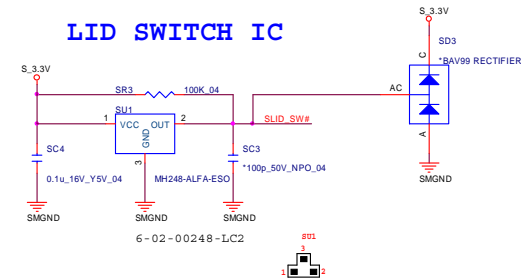 LID SWITCH IC
S_3.3V
SD3
C
*BAV99 RECTIFIER
AC
A
SMGND
S_3.3V
SR3
100K_04
SU1
1
VCC
OUT
2
GND
3
SLID_SW#
SC4
0.1u_16V_Y5V_04
MH248-ALFA-ESO
SC3
*100p_50V_NPO_04
SMGND
SMGND
SMGND
6-02-00248-LC2
SU1
3
1
2